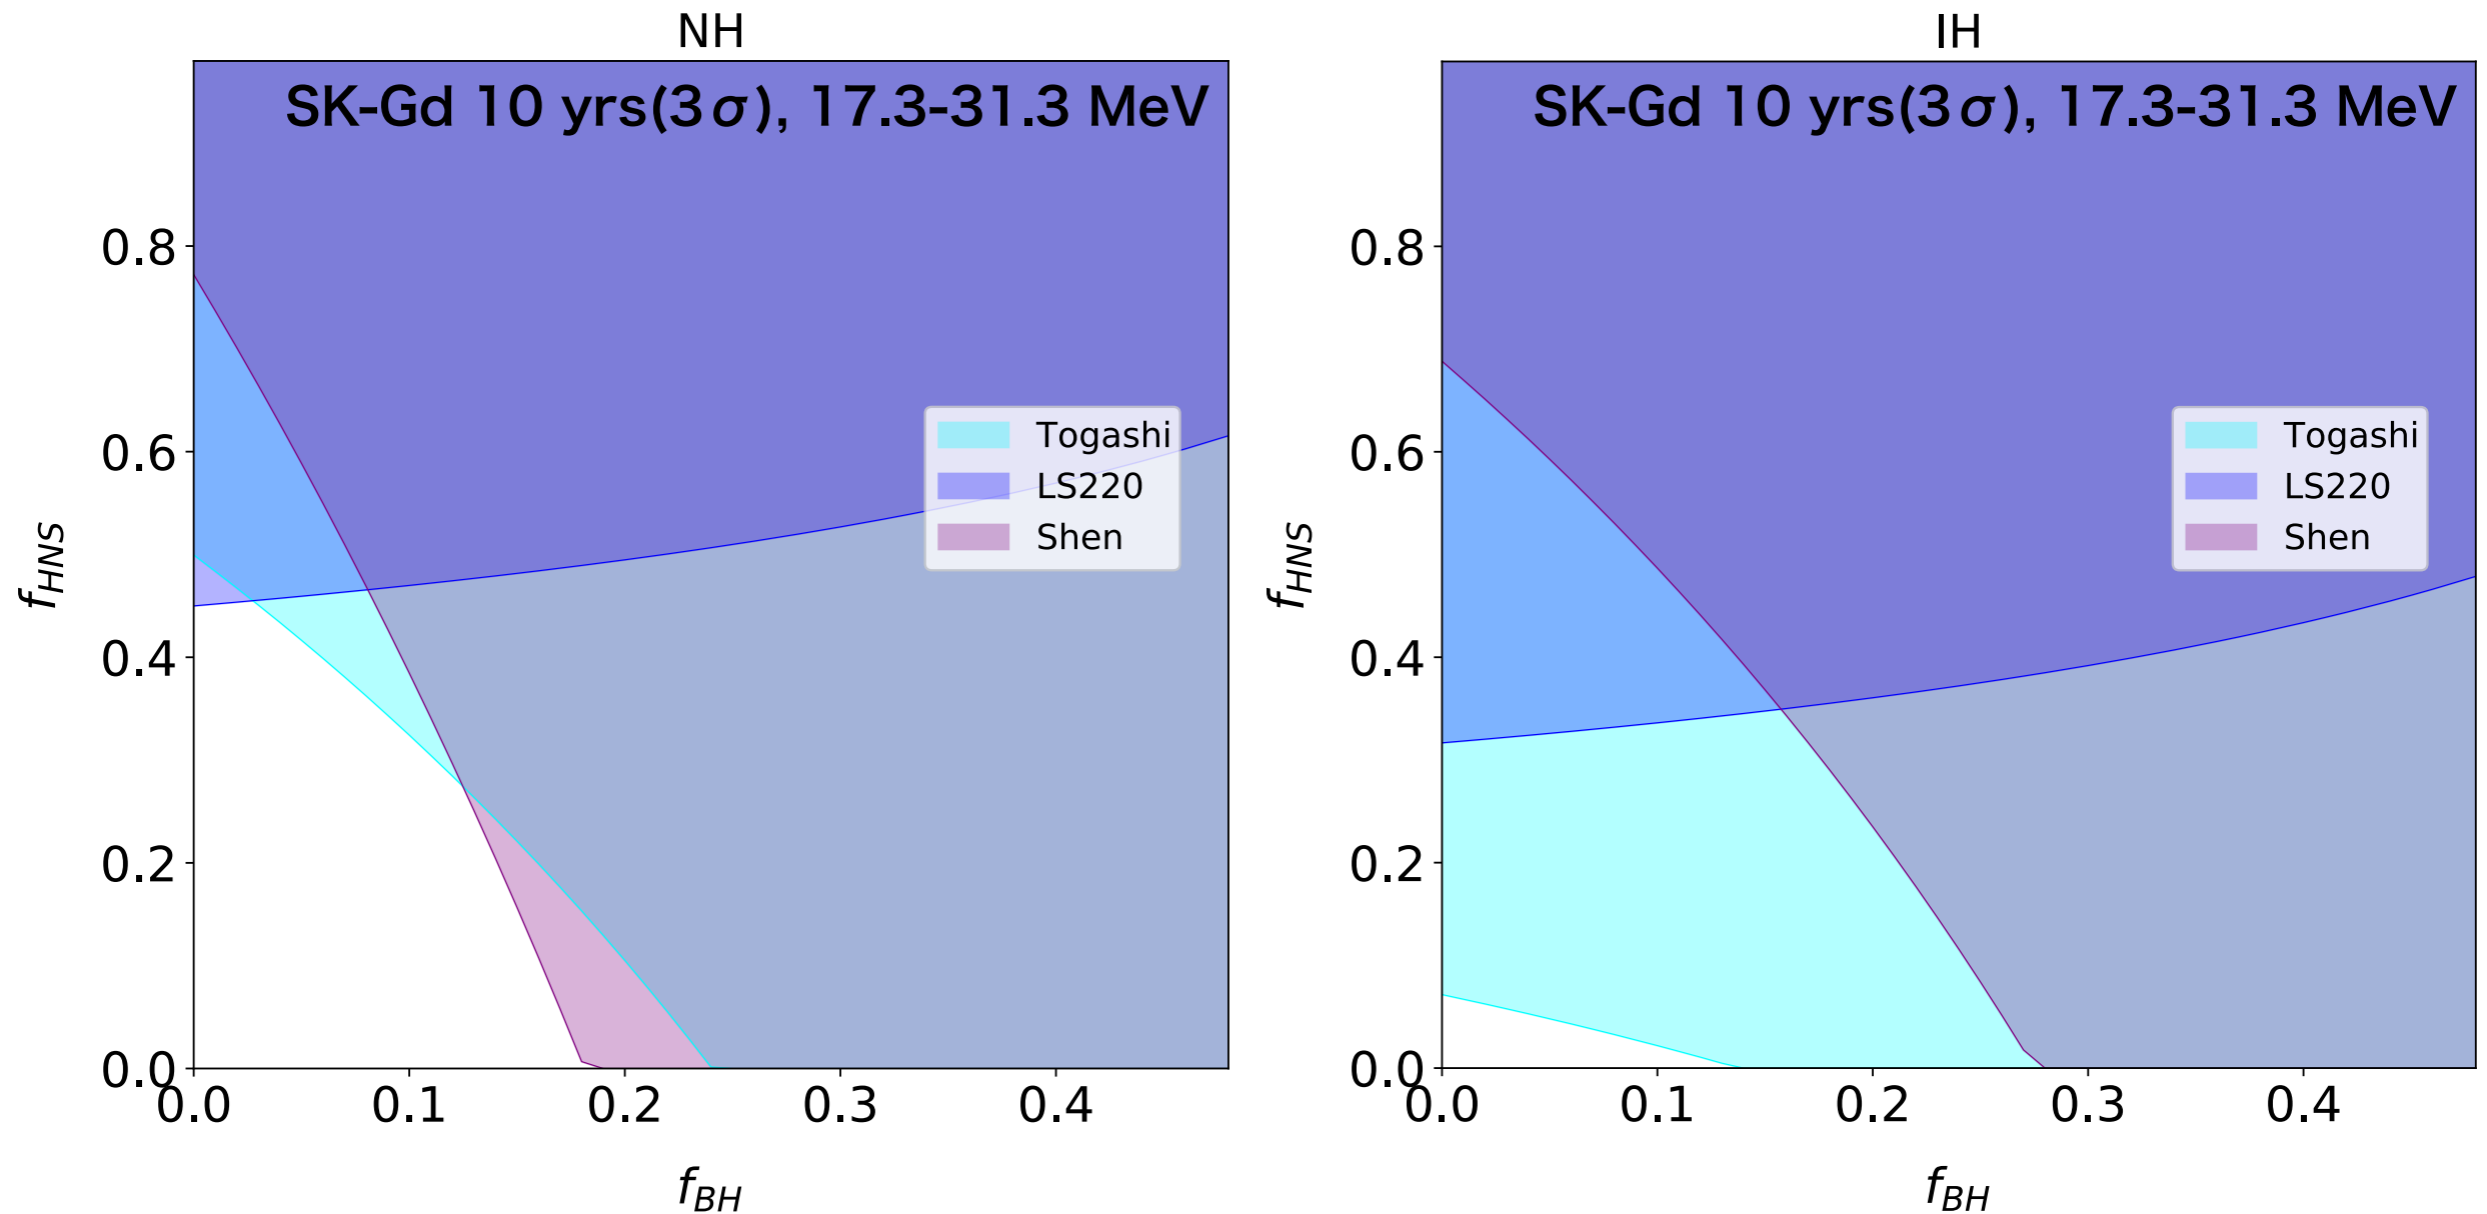 NH
SK-Gd 10 yrs(3σ), 17.3-31.3 MeV
0.8
0.6
0.4
0.2
0.0
f_HNS
Togashi
LS220
Shen
0.0 0.1 0.2 0.3 0.4
f_BH
IH
SK-Gd 10 yrs(3σ), 17.3-31.3 MeV
0.8
0.6
0.4
0.2
0.0
f_HNS
Togashi
LS220
Shen
0.0 0.1 0.2 0.3 0.4
f_BH